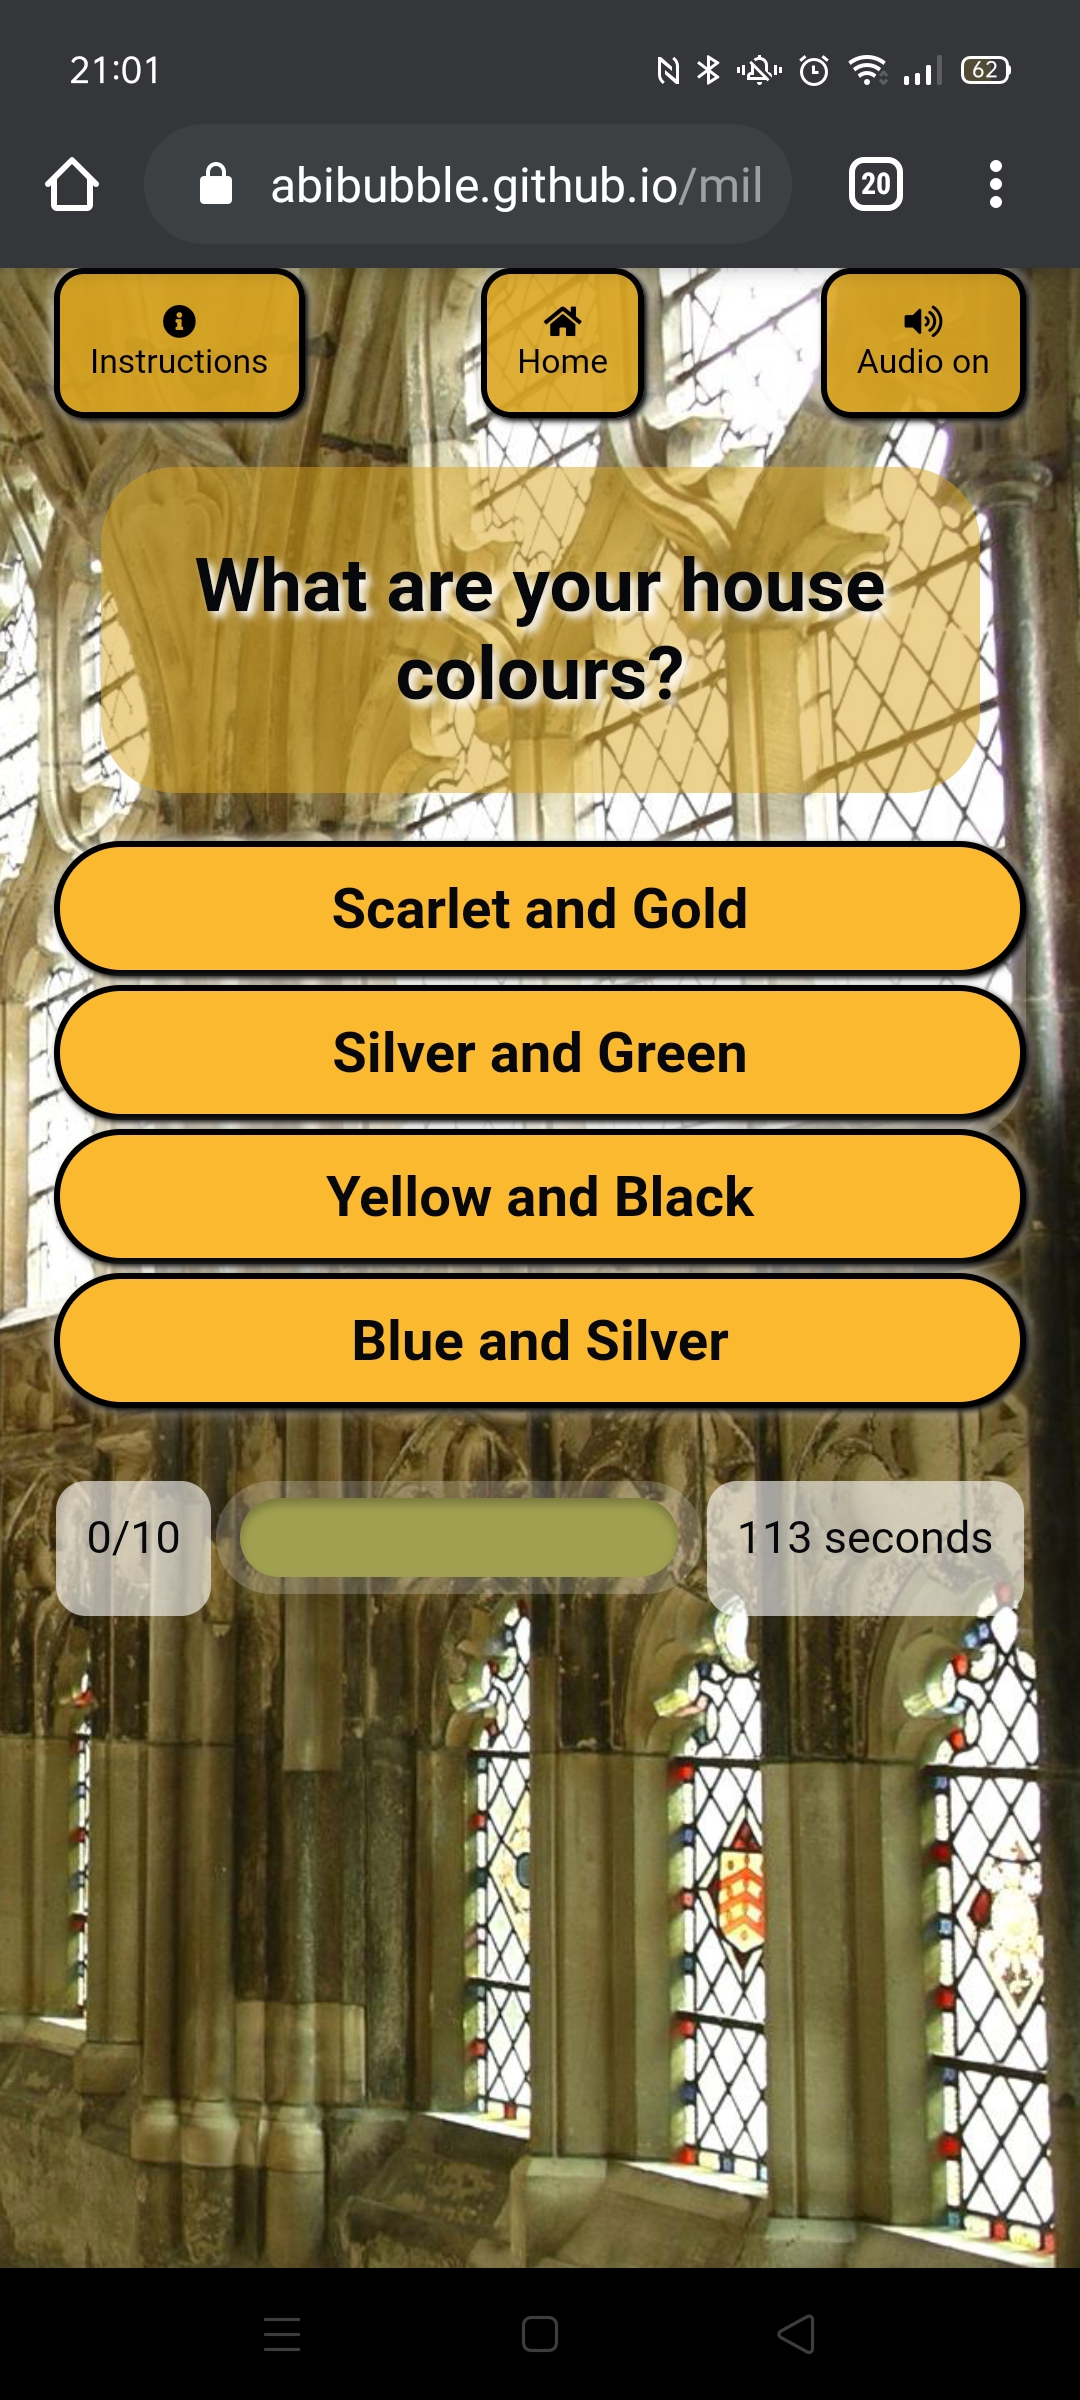 21:01
62
abibubble.github.io/mil
20
Instructions
Home
Audio on
What are your house
colours?
Scarlet and Gold
Silver and Green
Yellow and Black
Blue and Silver
0/10
113 seconds